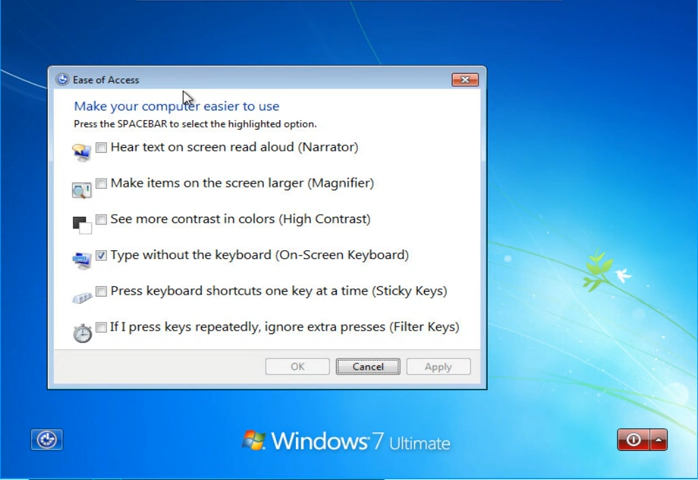 Ease of Access
Make your computer easier to use
Press the SPACEBAR to select the highlighted option.
Hear text on screen read aloud (Narrator)
Make items on the screen larger (Magnifier)
See more contrast in colors (High Contrast)
Type without the keyboard (On-Screen Keyboard)
Press keyboard shortcuts one key at a time (Sticky Keys)
If I press keys repeatedly, ignore extra presses (Filter Keys)
OK Cancel Apply
Windows 7 Ultimate